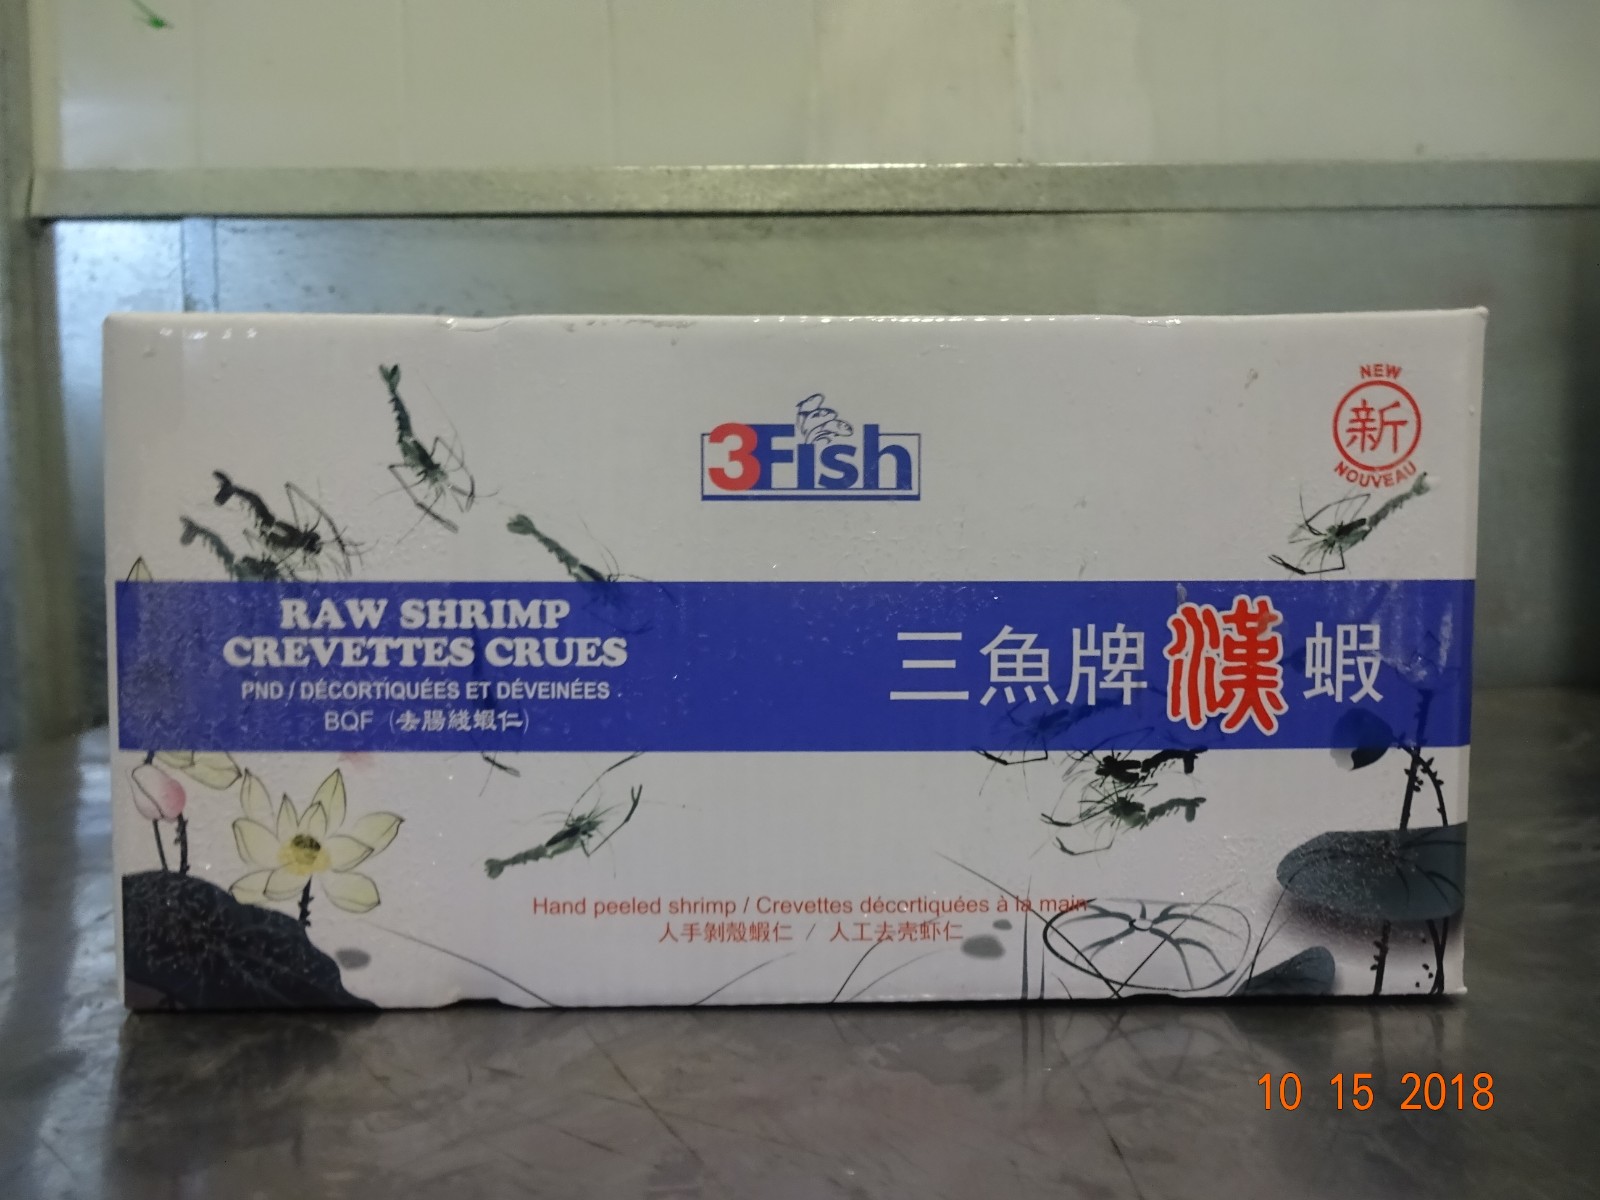 NEW
新
NOUVEAU
3Fish
RAW SHRIMP
CREVETTES CRUES
PND / DÉCORTIQUÉES ET DÉVEINÉES
BQF (去腸綫蝦仁)
三魚牌漢蝦
Hand peeled shrimp / Crevettes décortiquées à la main
人手剝殼蝦仁 / 人工去壳虾仁
10 15 2018